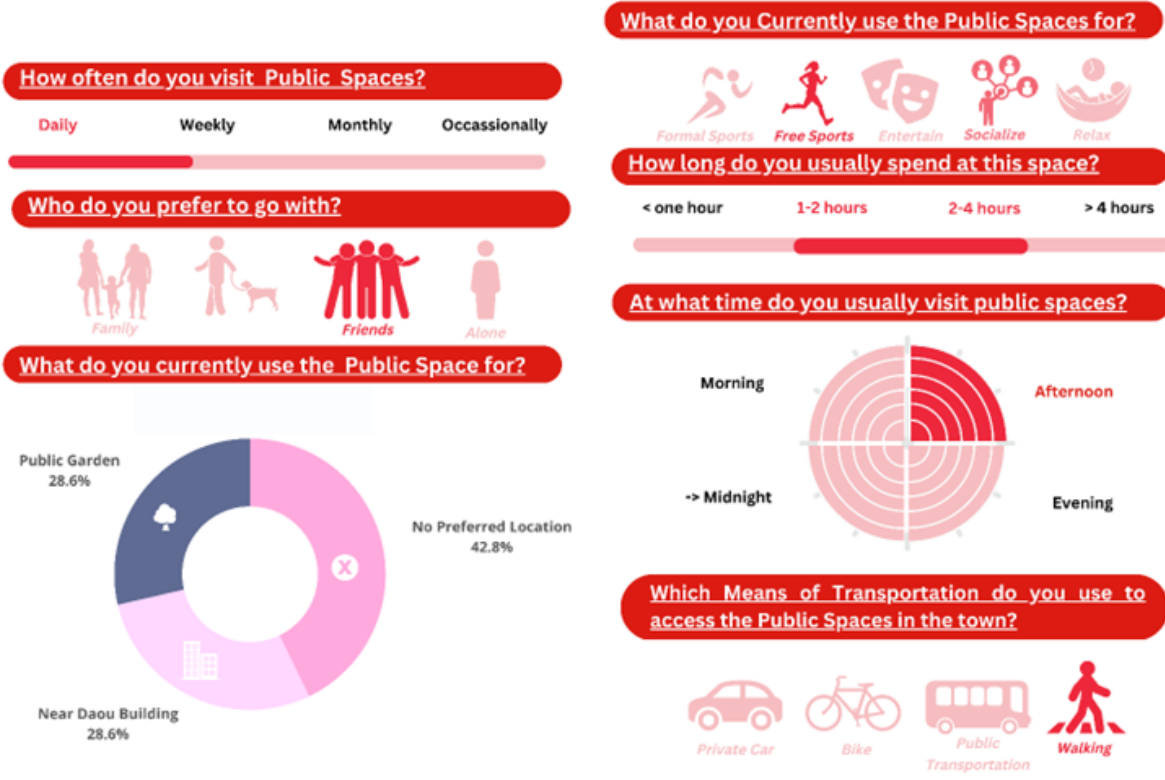 How often do you visit Public Spaces?
Daily Weekly Monthly Occassionally
Who do you prefer to go with?
Family Friends Alone
What do you currently use the Public Space for?
Public Garden
28.6%
No Preferred Location
42.8%
Near Daou Building
28.6%
What do you Currently use the Public Spaces for?
Formal Sports Free Sports Entertain Socialize Relax
How long do you usually spend at this space?
< one hour 1-2 hours 2-4 hours > 4 hours
At what time do you usually visit public spaces?
Morning Afternoon
-> Midnight Evening
Which Means of Transportation do you use to
access the Public Spaces in the town?
Private Car Bike Public Walking
Transportation